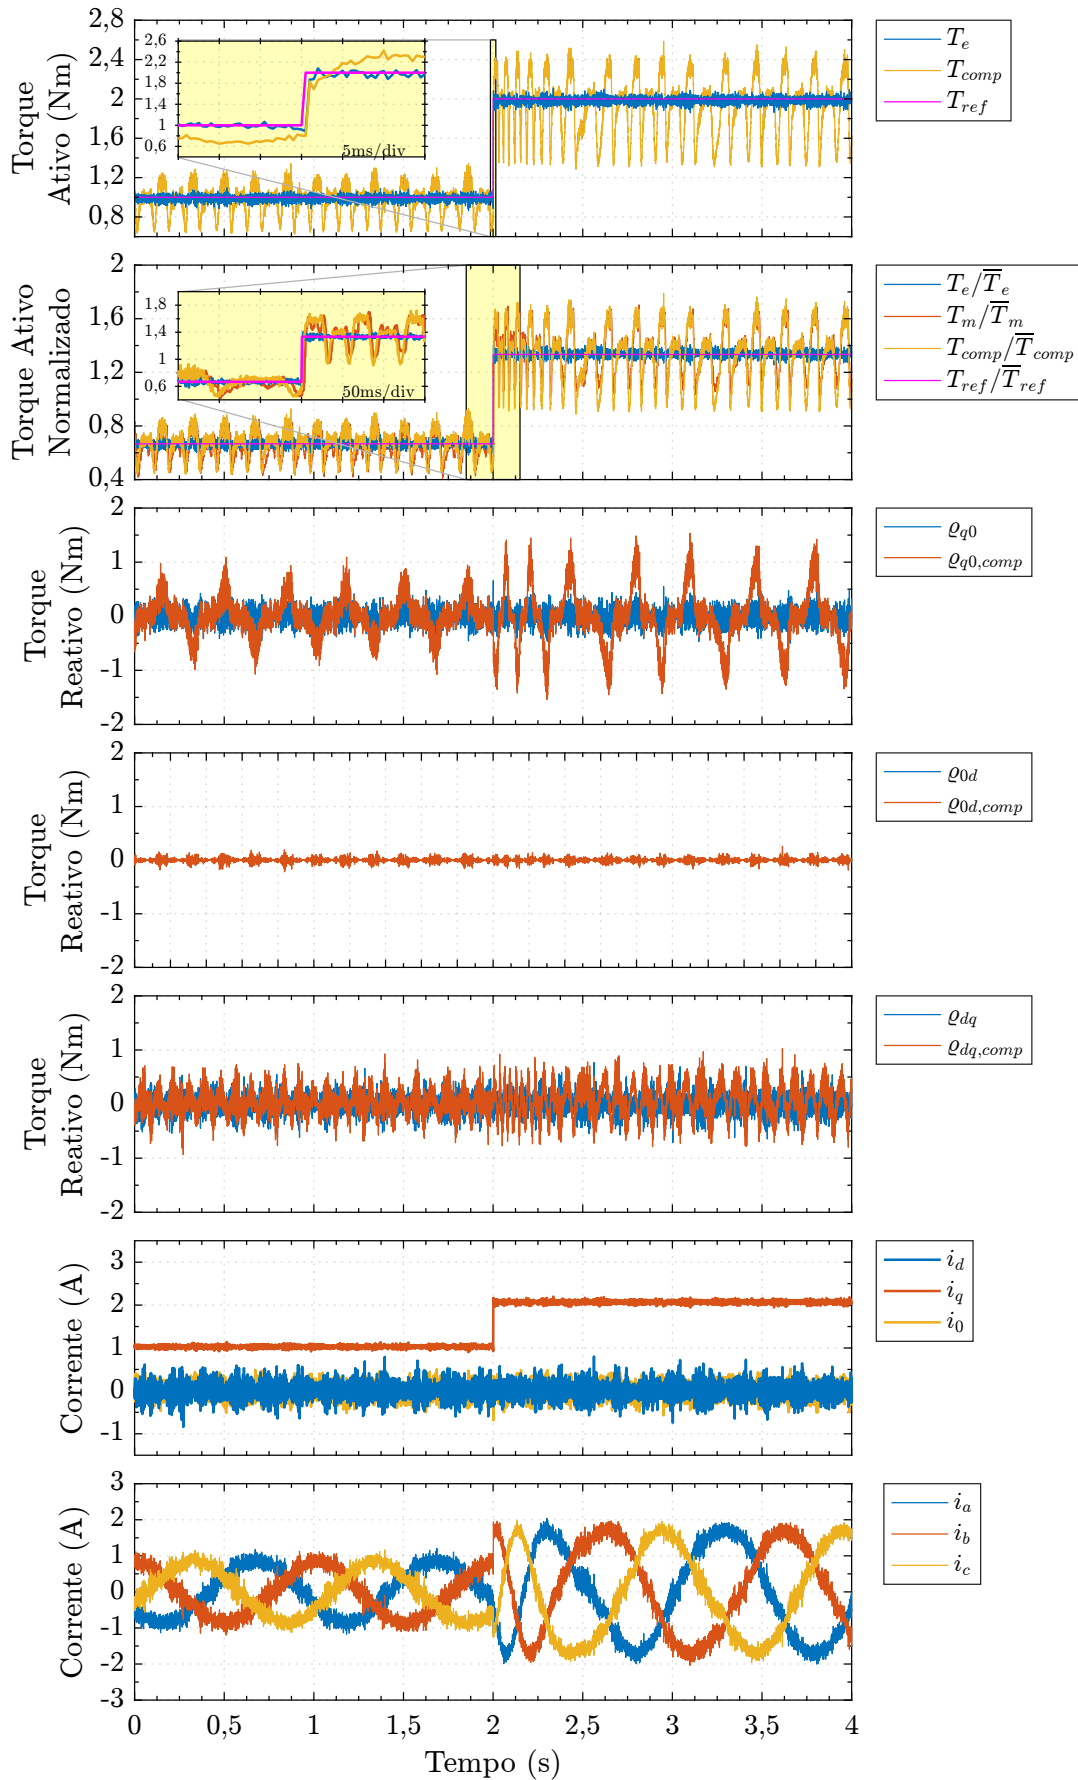 Torque
Ativo (Nm)
2,8
2,4
2
1,6
1,2
0,8
2,6
2,2
1,8
1,4
1
0,6
5ms/div
T_e
T_comp
T_ref
Torque Ativo
Normalizado
2
1,6
1,2
0,8
0,4
1,8
1,4
1
0,6
50ms/div
T_e/T̅_e
T_m/T̅_m
T_comp/T̅_comp
T_ref/T̅_ref
Torque
Reativo (Nm)
2
1
0
-1
-2
ϱ_q0
ϱ_q0,comp
Torque
Reativo (Nm)
2
1
0
-1
-2
ϱ_0d
ϱ_0d,comp
Torque
Reativo (Nm)
2
1
0
-1
-2
ϱ_dq
ϱ_dq,comp
Corrente (A)
3
2
1
0
-1
i_d
i_q
i_0
Corrente (A)
3
2
1
0
-1
-2
-3
i_a
i_b
i_c
0 0,5 1 1,5 2 2,5 3 3,5 4
Tempo (s)